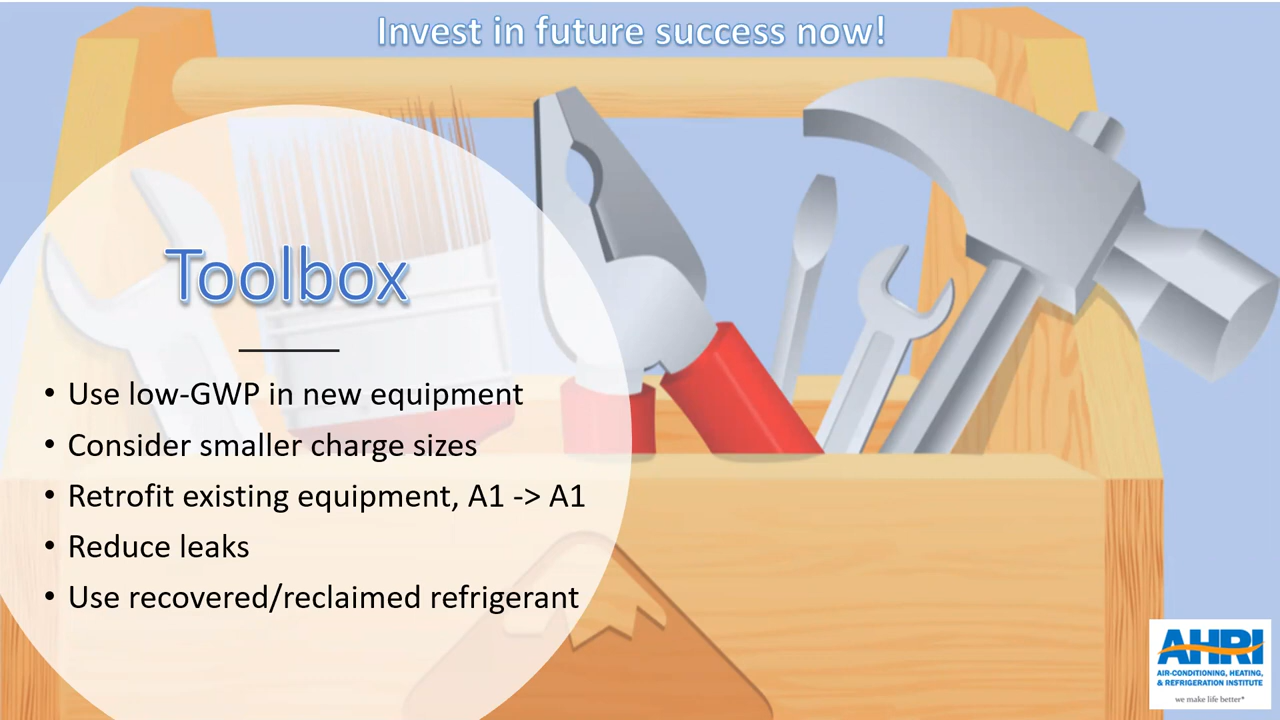 Invest in future success now!
Toolbox
• Use low-GWP in new equipment
• Consider smaller charge sizes
• Retrofit existing equipment, A1 -> A1
• Reduce leaks
• Use recovered/reclaimed refrigerant
AHRI
AIR-CONDITIONING, HEATING,
& REFRIGERATION INSTITUTE
we make life better*